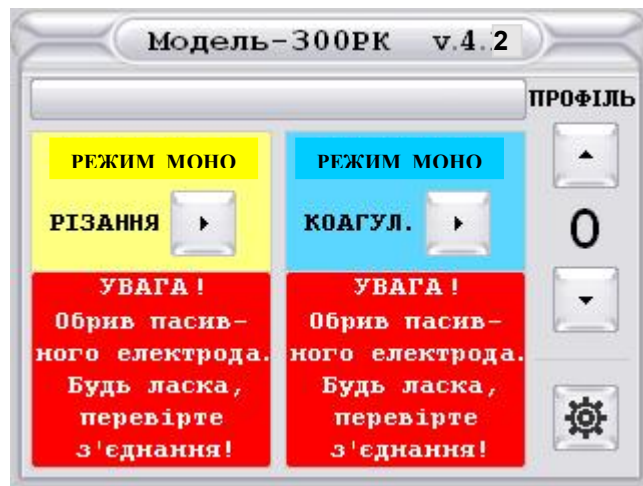 Модель-300РК v.4.2
ПРОФІЛЬ
РЕЖИМ МОНО
РІЗАННЯ
УВАГА!
Обрив пасив-
ного електрода.
Будь ласка,
перевірте
з'єднання!
РЕЖИМ МОНО
КОАГУЛ.
УВАГА!
Обрив пасив-
ного електрода.
Будь ласка,
перевірте
з'єднання!
0